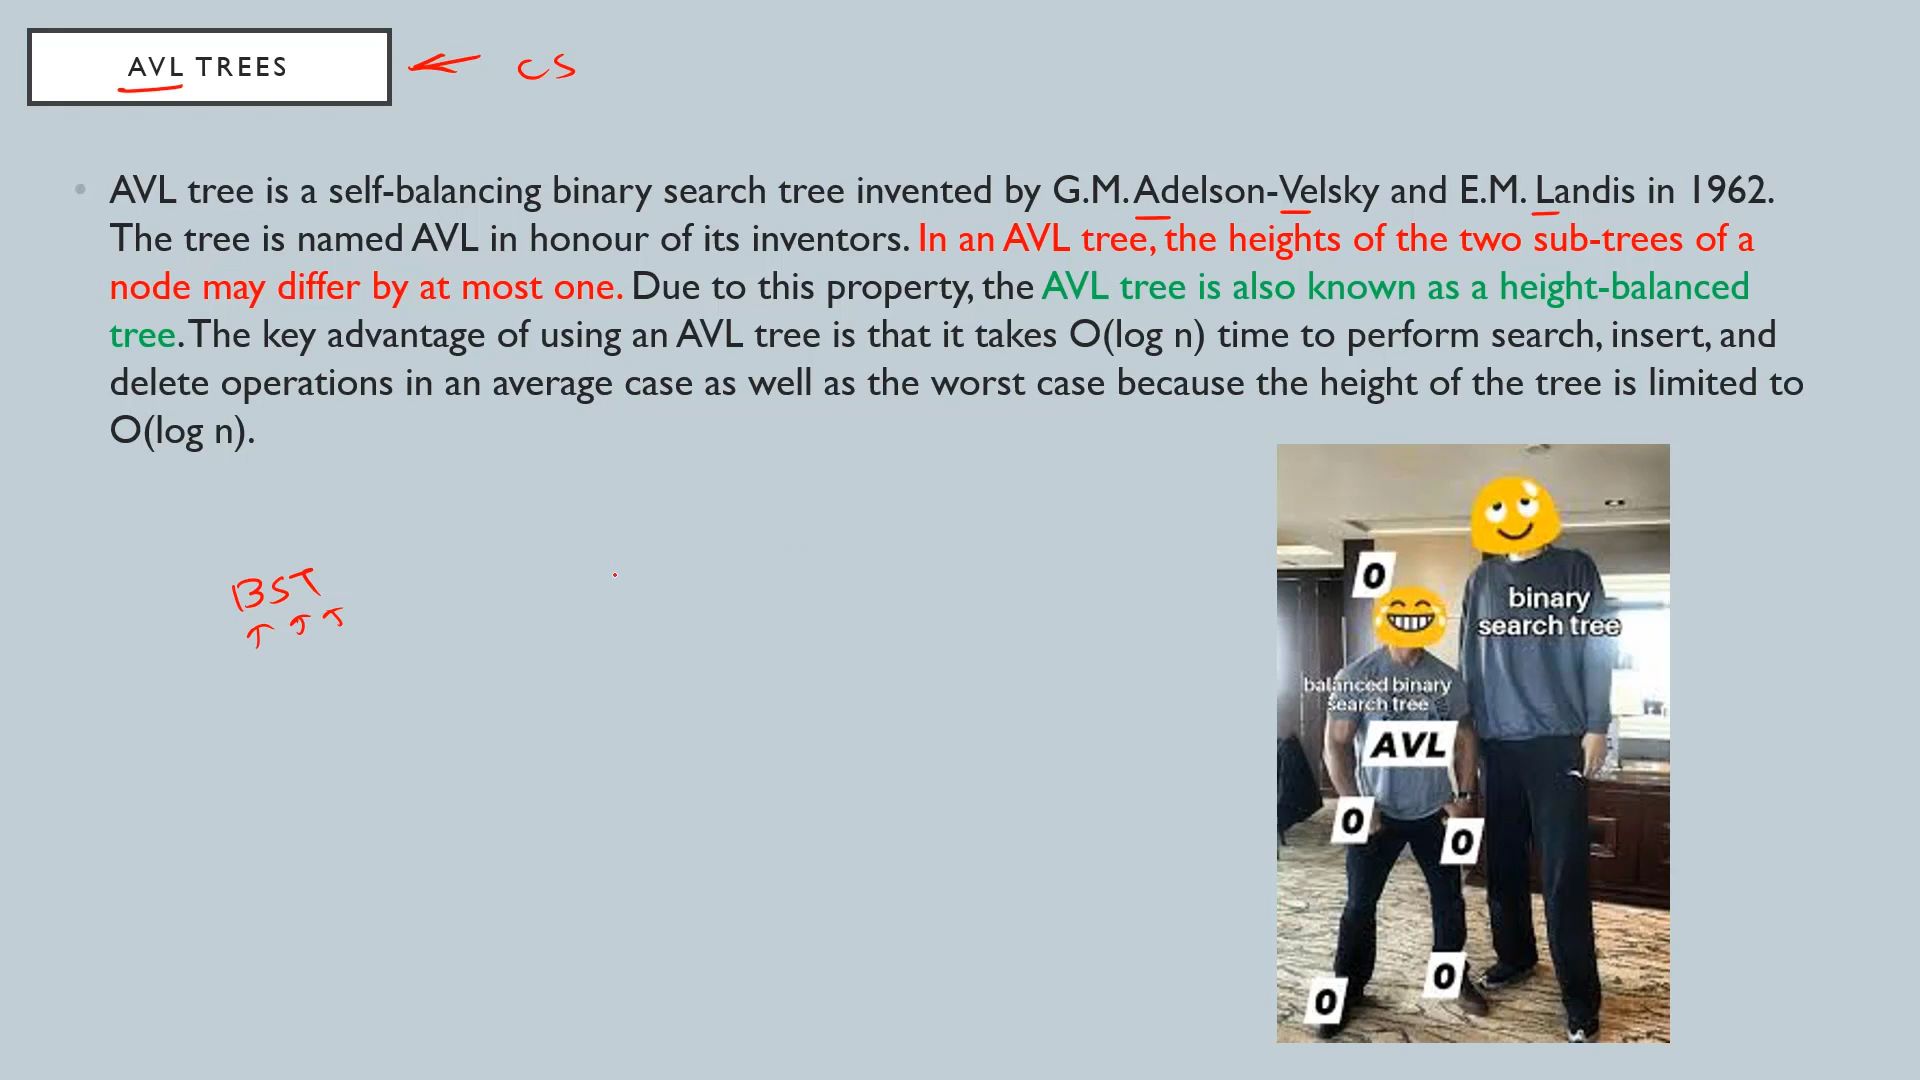 AVL TREES
CS
• AVL tree is a self-balancing binary search tree invented by G.M. Adelson-Velsky and E.M. Landis in 1962.
The tree is named AVL in honour of its inventors. In an AVL tree, the heights of the two sub-trees of a
node may differ by at most one. Due to this property, the AVL tree is also known as a height-balanced
tree. The key advantage of using an AVL tree is that it takes O(log n) time to perform search, insert, and
delete operations in an average case as well as the worst case because the height of the tree is limited to
O(log n).
BST
0
binary
search tree
balanced binary
search tree
AVL
0
0
0
0